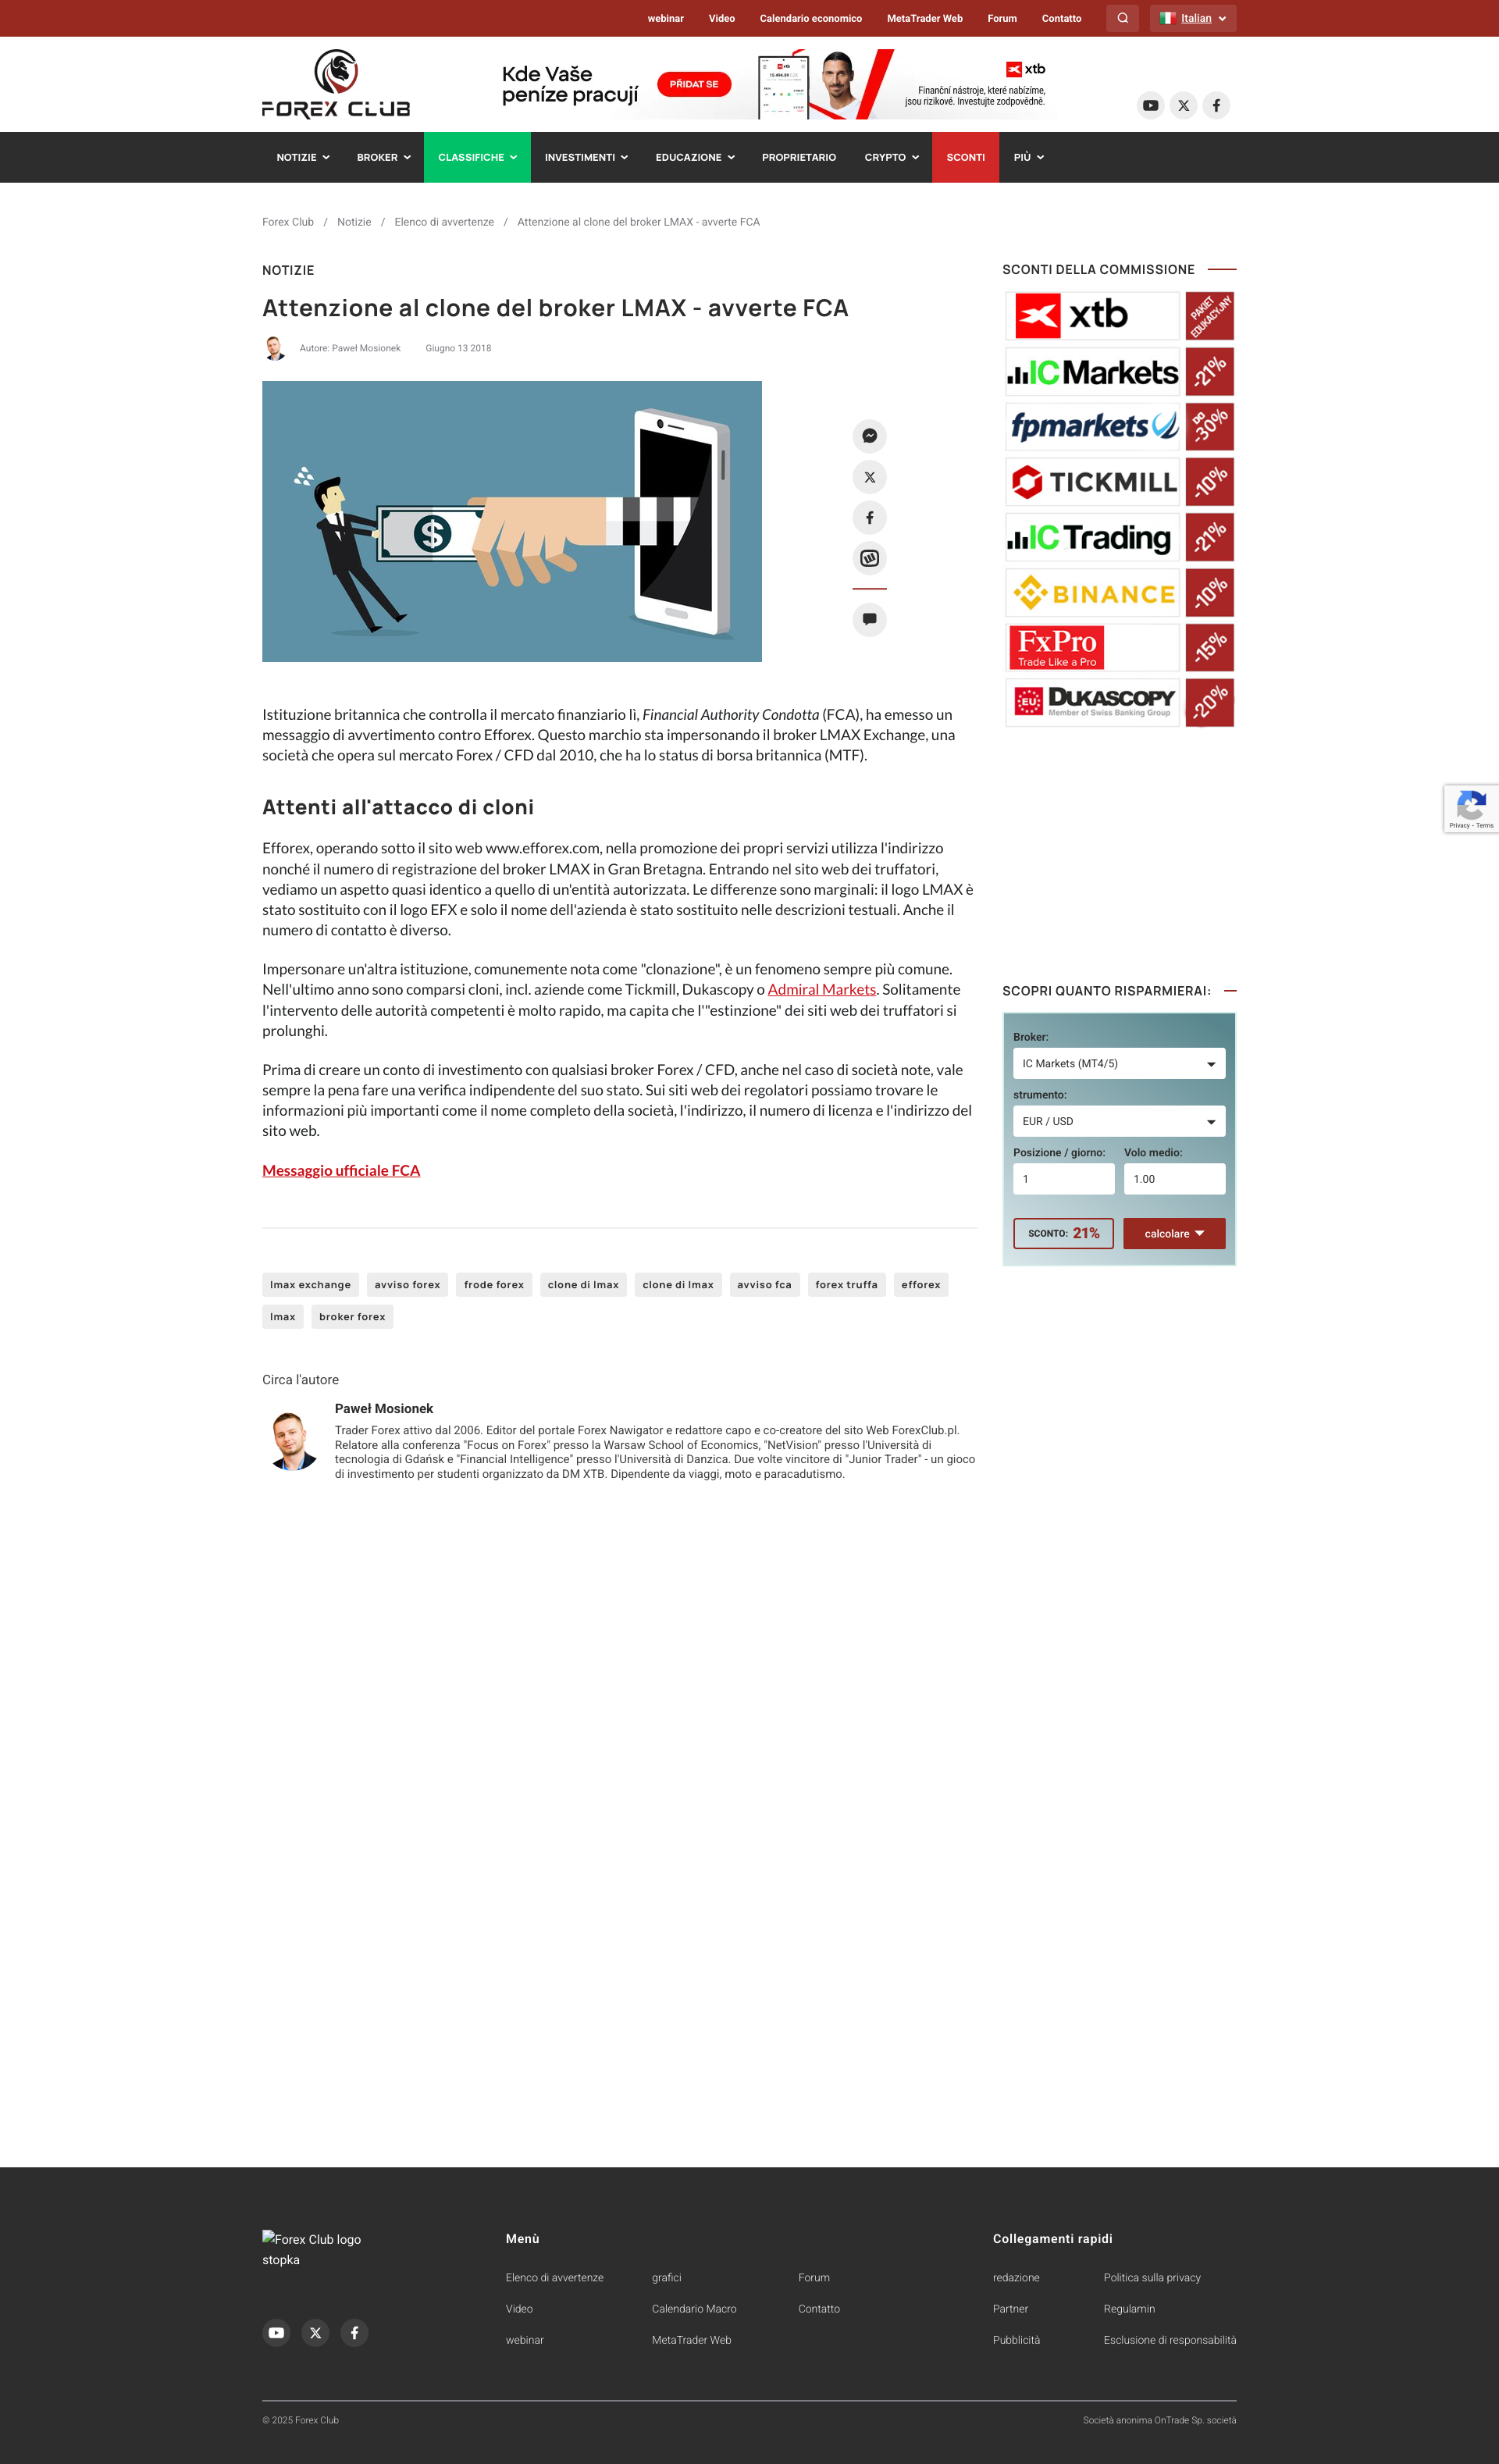 webinar Video Calendario economico MetaTrader Web Forum Contatto Italian
FOREX CLUB
Kde Vaše
peníze pracují
PŘIDAT SE
xtb
Finanční nástroje, které nabízíme,
jsou rizikové. Investujte zodpovědně.
NOTIZIE BROKER CLASSIFICHE INVESTIMENTI EDUCAZIONE PROPRIETARIO CRYPTO SCONTI PIÙ
Forex Club / Notizie / Elenco di avvertenze / Attenzione al clone del broker LMAX - avverte FCA
NOTIZIE
Attenzione al clone del broker LMAX - avverte FCA
Autore: Paweł Mosionek Giugno 13 2018
$
Istituzione britannica che controlla il mercato finanziario lì, Financial Authority Condotta (FCA), ha emesso un
messaggio di avvertimento contro Efforex. Questo marchio sta impersonando il broker LMAX Exchange, una
società che opera sul mercato Forex / CFD dal 2010, che ha lo status di borsa britannica (MTF).
Attenti all'attacco di cloni
Efforex, operando sotto il sito web www.efforex.com, nella promozione dei propri servizi utilizza l'indirizzo
nonché il numero di registrazione del broker LMAX in Gran Bretagna. Entrando nel sito web dei truffatori,
vediamo un aspetto quasi identico a quello di un'entità autorizzata. Le differenze sono marginali: il logo LMAX è
stato sostituito con il logo EFX e solo il nome dell'azienda è stato sostituito nelle descrizioni testuali. Anche il
numero di contatto è diverso.
Impersonare un'altra istituzione, comunemente nota come "clonazione", è un fenomeno sempre più comune.
Nell'ultimo anno sono comparsi cloni, incl. aziende come Tickmill, Dukascopy o Admiral Markets. Solitamente
l'intervento delle autorità competenti è molto rapido, ma capita che l'"estinzione" dei siti web dei truffatori si
prolunghi.
Prima di creare un conto di investimento con qualsiasi broker Forex / CFD, anche nel caso di società note, vale
sempre la pena fare una verifica indipendente del suo stato. Sui siti web dei regolatori possiamo trovare le
informazioni più importanti come il nome completo della società, l'indirizzo, il numero di licenza e l'indirizzo del
sito web.
Messaggio ufficiale FCA
lmax exchange avviso forex frode forex clone di lmax clone di lmax avviso fca forex truffa efforex
lmax broker forex
Circa l'autore
Paweł Mosionek
Trader Forex attivo dal 2006. Editor del portale Forex Nawigator e redattore capo e co-creatore del sito Web ForexClub.pl.
Relatore alla conferenza "Focus on Forex" presso la Warsaw School of Economics, "NetVision" presso l'Università di
tecnologia di Gdańsk e "Financial Intelligence" presso l'Università di Danzica. Due volte vincitore di "Junior Trader" - un gioco
di investimento per studenti organizzato da DM XTB. Dipendente da viaggi, moto e paracadutismo.
SCONTI DELLA COMMISSIONE
xtb PAKIET EDUKACYJNY
IC Markets -21%
fpmarkets DO -30%
TICKMILL -10%
IC Trading -21%
BINANCE -10%
FxPro Trade Like a Pro -15%
EU DUKASCOPY Member of Swiss Banking Group -20%
Privacy - Terms
SCOPRI QUANTO RISPARMIERAI:
Broker:
IC Markets (MT4/5)
strumento:
EUR / USD
Posizione / giorno: Volo medio:
1 1.00
SCONTO: 21% calcolare
Forex Club logo
stopka
Menù
Elenco di avvertenze grafici Forum
Video Calendario Macro Contatto
webinar MetaTrader Web
Collegamenti rapidi
redazione Politica sulla privacy
Partner Regulamin
Pubblicità Esclusione di responsabilità
© 2025 Forex Club Società anonima OnTrade Sp. società